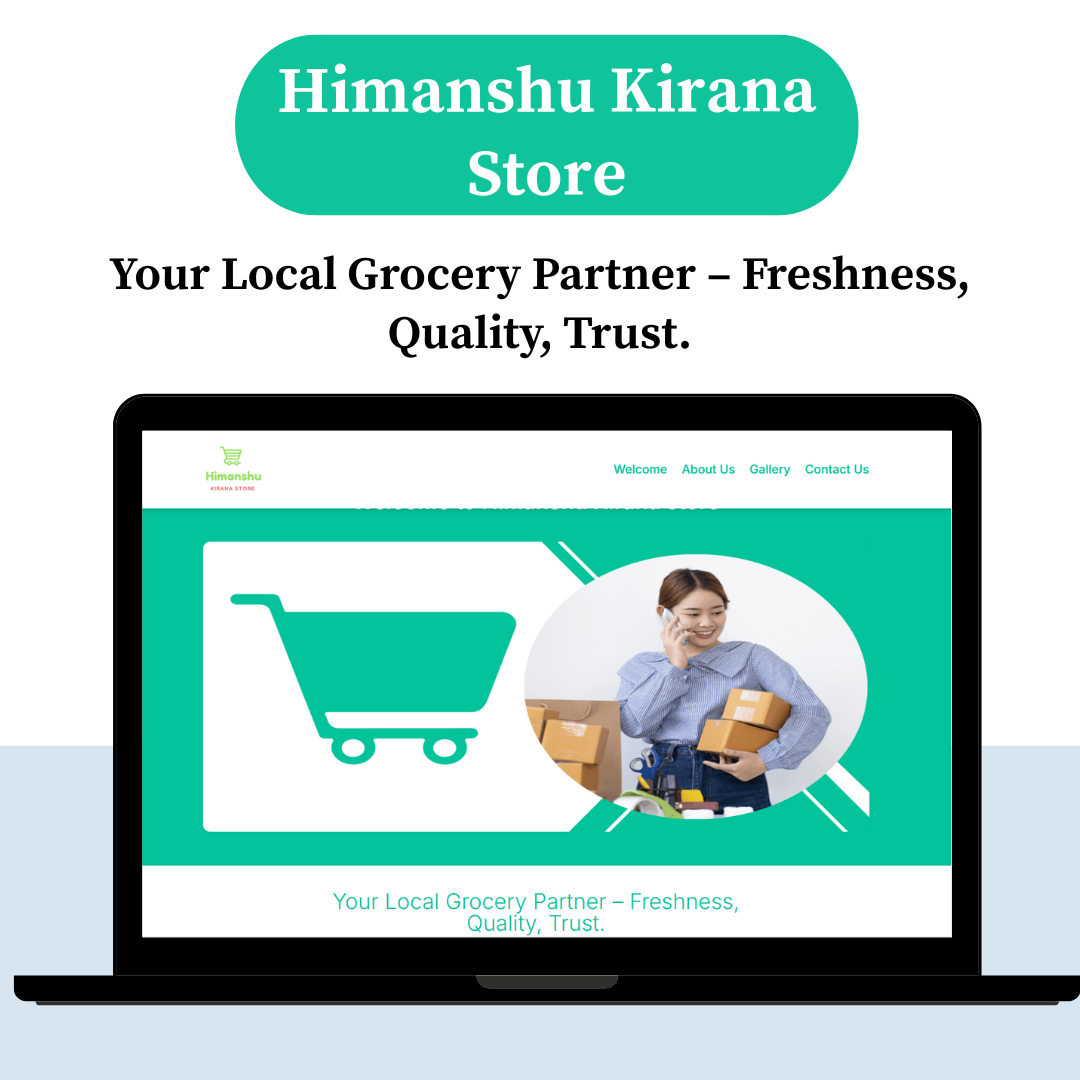 Himanshu Kirana
Store
Your Local Grocery Partner – Freshness,
Quality, Trust.
Himanshu
KIRANA STORE
Welcome About Us Gallery Contact Us
Your Local Grocery Partner – Freshness,
Quality, Trust.